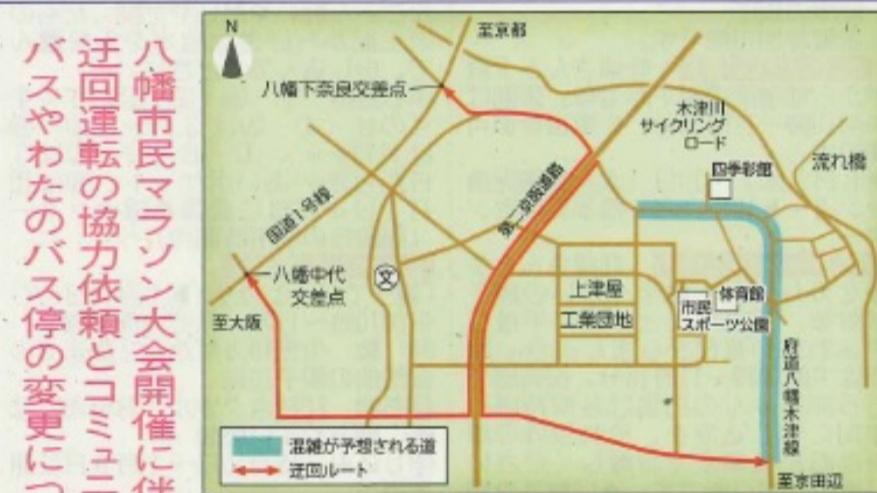 八幡市民マラソン大会開催に伴
迂回運転の協力依頼とコミュニ
バスやわたのバス停の変更につ
N
至京都
八幡下奈良交差点
木津川
サイクリング
ロード
四季彩館
流れ橋
第二京阪道路
国道1号線
八幡中代
交差点
文
至大阪
上津屋
工業団地
体育館
市民
スポーツ公園
府道八幡木津線
混雑が予想される道
迂回ルート
至京田辺